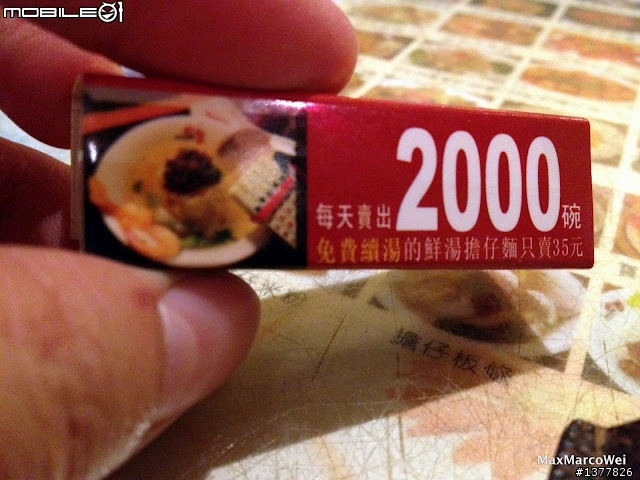 MOBILE01
每天賣出2000碗
免費續湯的鮮湯擔仔麵只賣35元
擔仔板
MaxMarcoWei
#1377826